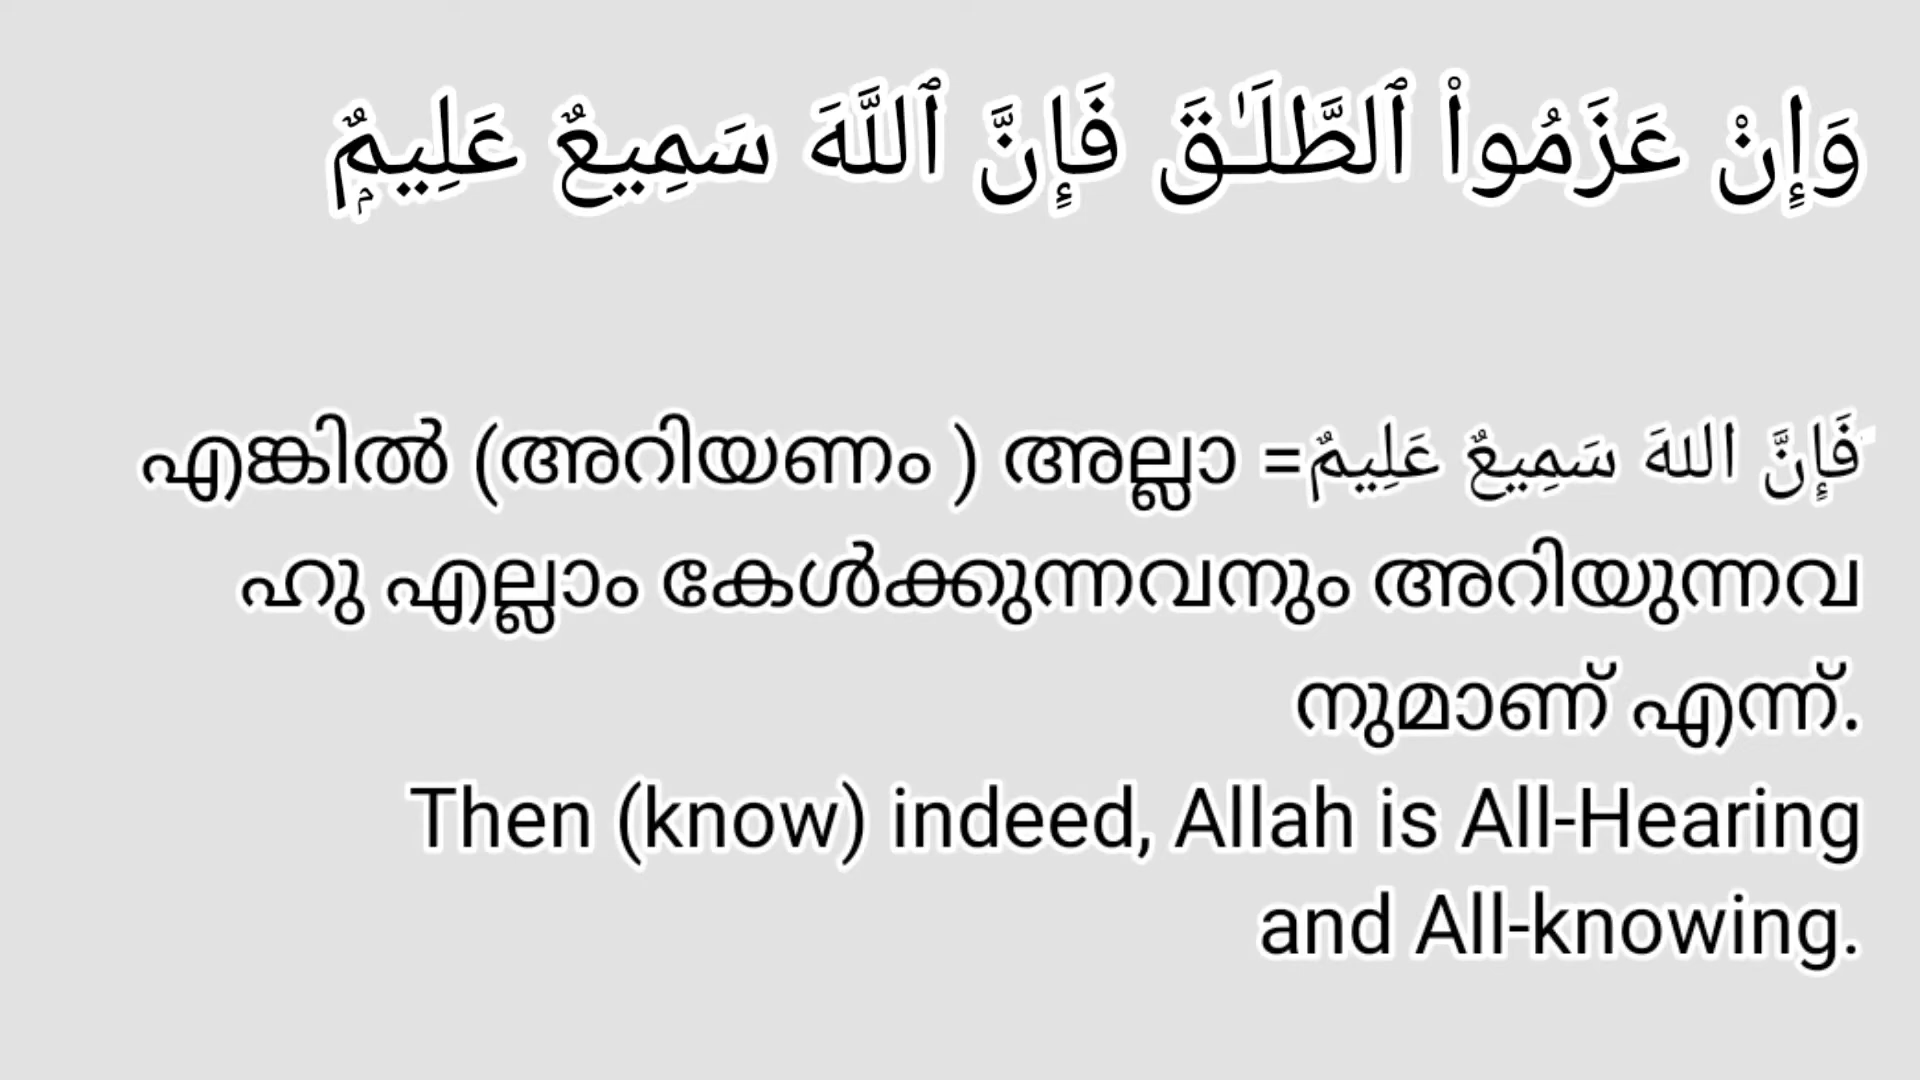 وَإِنْ عَزَمُوا۟ ٱلطَّلَـٰقَ فَإِنَّ ٱللَّهَ سَمِيعٌ عَلِيمٌۭ
فَإِنَّ اللهَ سَمِيعٌ عَلِيمٌ= എങ്കിൽ (അറിയണം ) അല്ലാ
ഹു എല്ലാം കേൾക്കുന്നവനും അറിയുന്നവ
നുമാണ് എന്ന്.
Then (know) indeed, Allah is All-Hearing
and All-knowing.